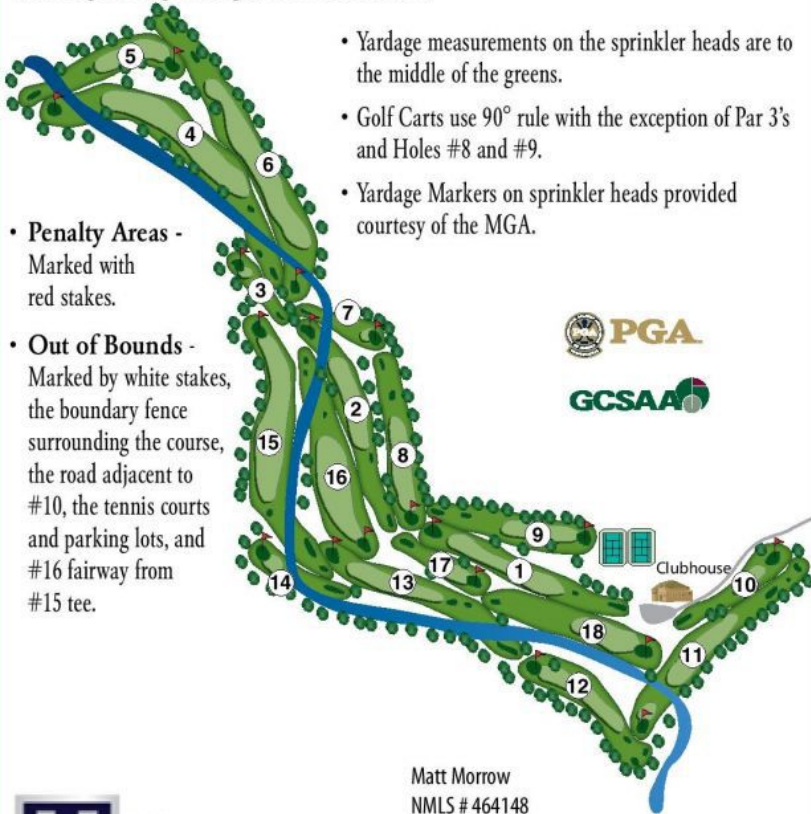 • Yardage measurements on the sprinkler heads are to
the middle of the greens.
• Golf Carts use 90° rule with the exception of Par 3's
and Holes #8 and #9.
• Yardage Markers on sprinkler heads provided
courtesy of the MGA.
• Penalty Areas -
Marked with
red stakes.
• Out of Bounds -
Marked by white stakes,
the boundary fence
surrounding the course,
the road adjacent to
#10, the tennis courts
and parking lots, and
#16 fairway from
#15 tee.
5
4
6
3
7
PGA
GCSAA
2
15
8
16
9
17
1
Clubhouse
10
14
13
18
11
12
Matt Morrow
NMLS # 464148